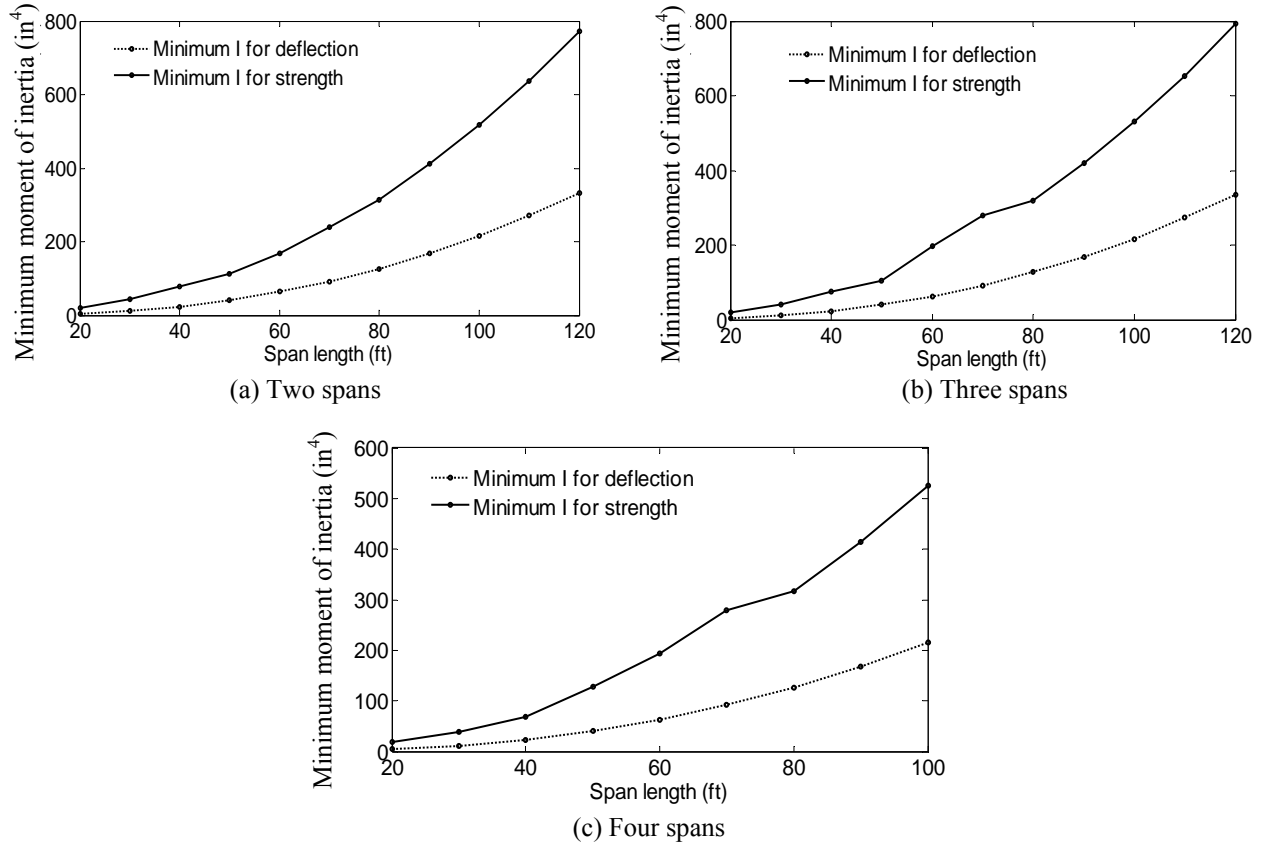 Minimum moment of inertia (in⁴)
800
600
400
200
0
Minimum I for deflection
Minimum I for strength
20 40 60 80 100 120
Span length (ft)
(a) Two spans
Minimum moment of inertia (in⁴)
800
600
400
200
0
Minimum I for deflection
Minimum I for strength
20 40 60 80 100 120
Span length (ft)
(b) Three spans
Minimum moment of inertia (in⁴)
600
500
400
300
200
100
0
Minimum I for deflection
Minimum I for strength
20 40 60 80 100
Span length (ft)
(c) Four spans